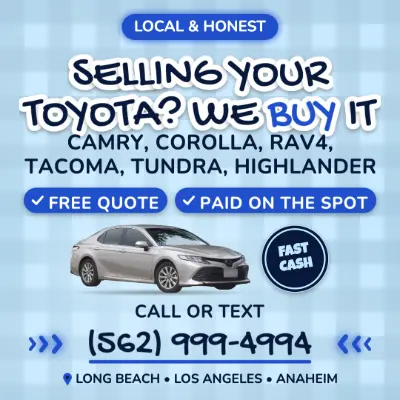 LOCAL & HONEST
SELLING YOUR
TOYOTA? WE BUY IT
CAMRY, COROLLA, RAV4,
TACOMA, TUNDRA, HIGHLANDER
✓ FREE QUOTE ✓ PAID ON THE SPOT
FAST
CASH
CALL OR TEXT
(562) 999-4994
LONG BEACH • LOS ANGELES • ANAHEIM